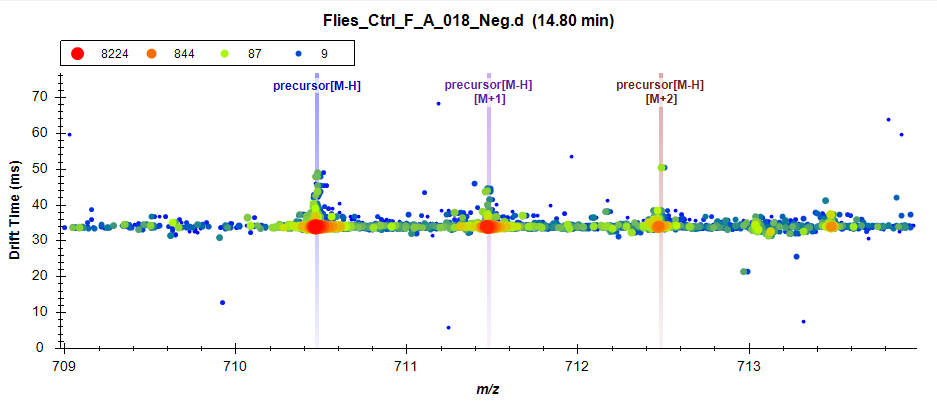 Flies_Ctrl_F_A_018_Neg.d (14.80 min)
8224 844 87 9
precursor[M-H] precursor[M-H] precursor[M-H]
[M+1] [M+2]
70
60
50
40
30
20
10
0
Drift Time (ms)
709 710 711 712 713
m/z